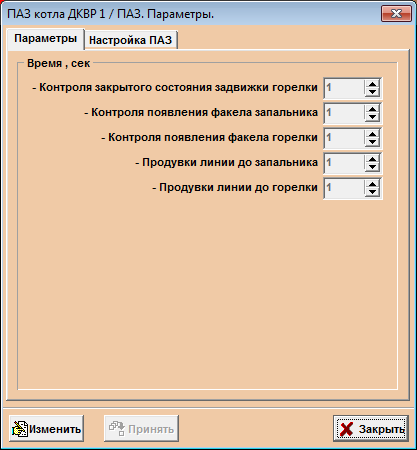 ПАЗ котла ДКВР 1 / ПАЗ. Параметры.
Параметры Настройка ПАЗ
Время , сек
- Контроля закрытого состояния задвижки горелки 1
- Контроля появления факела запальника 1
- Контроля появления факела горелки 1
- Продувки линии до запальника 1
- Продувки линии до горелки 1
Изменить Принять Закрыть